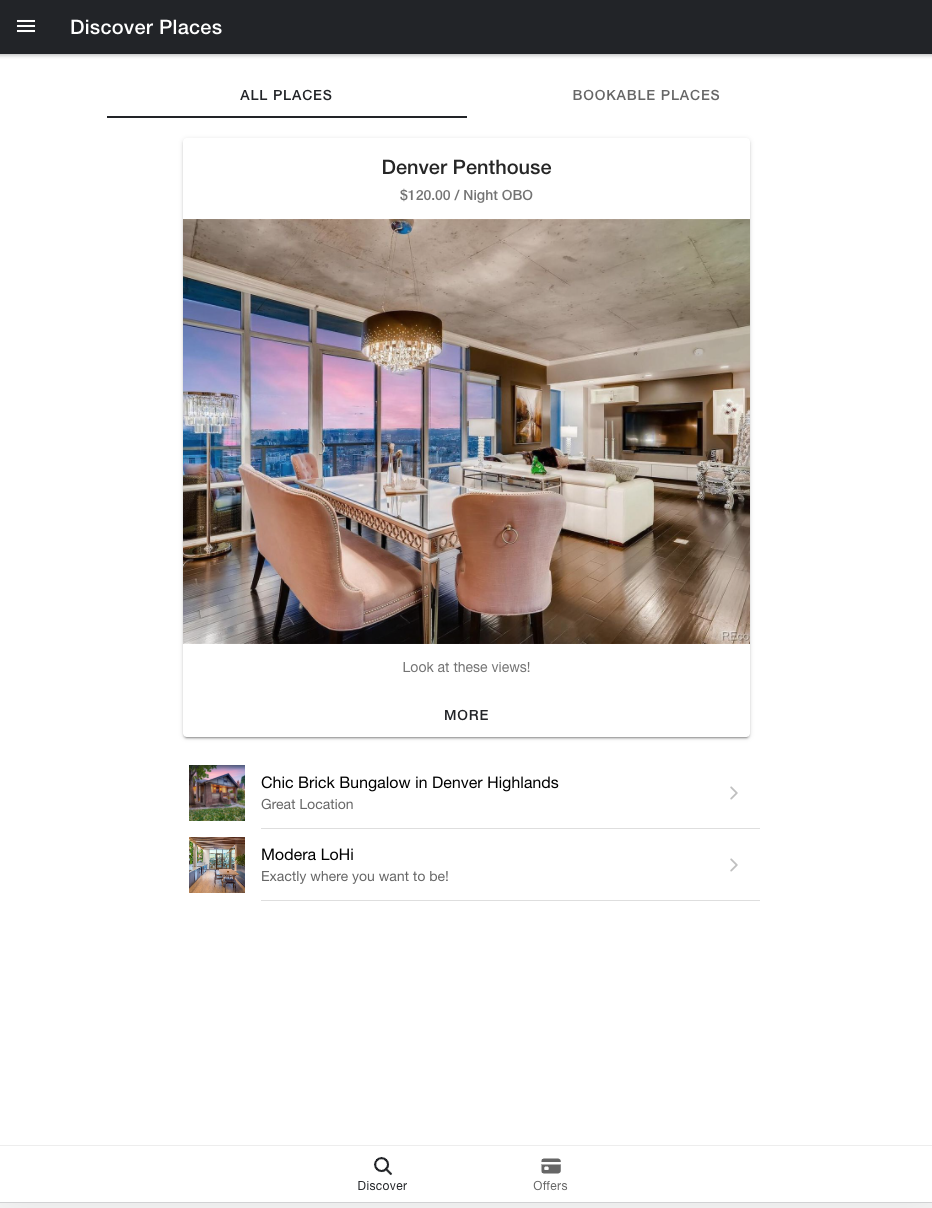 Discover Places
ALL PLACES
BOOKABLE PLACES
Denver Penthouse
$120.00 / Night OBO
REco
Look at these views!
MORE
Chic Brick Bungalow in Denver Highlands
Great Location
Modera LoHi
Exactly where you want to be!
Discover
Offers